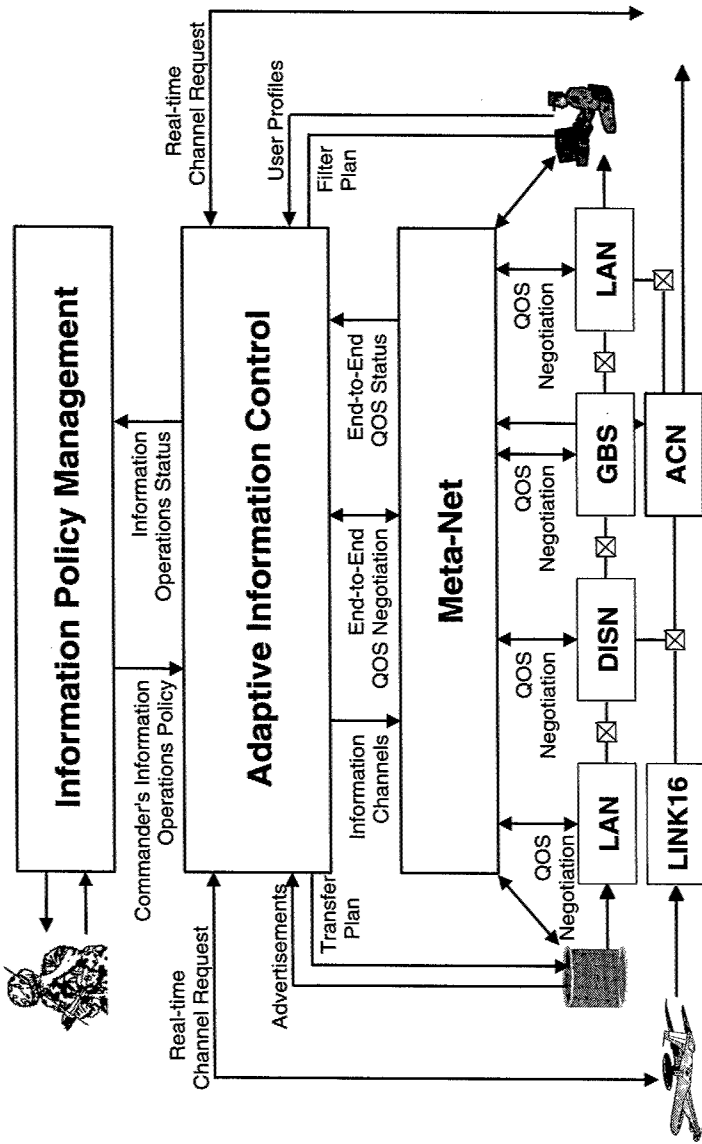 Information Policy Management
Commander's Information
Operations Policy
Information
Operations Status
Real-time
Channel Request
Real-time
Channel Request
Adaptive Information Control
Advertisements
Transfer
Plan
User Profiles
Filter
Plan
Information
Channels
End-to-End
QOS Negotiation
End-to-End
QOS Status
Meta-Net
QOS
Negotiation
QOS
Negotiation
QOS
Negotiation
QOS
Negotiation
LAN
DISN
GBS
LAN
LINK16
ACN